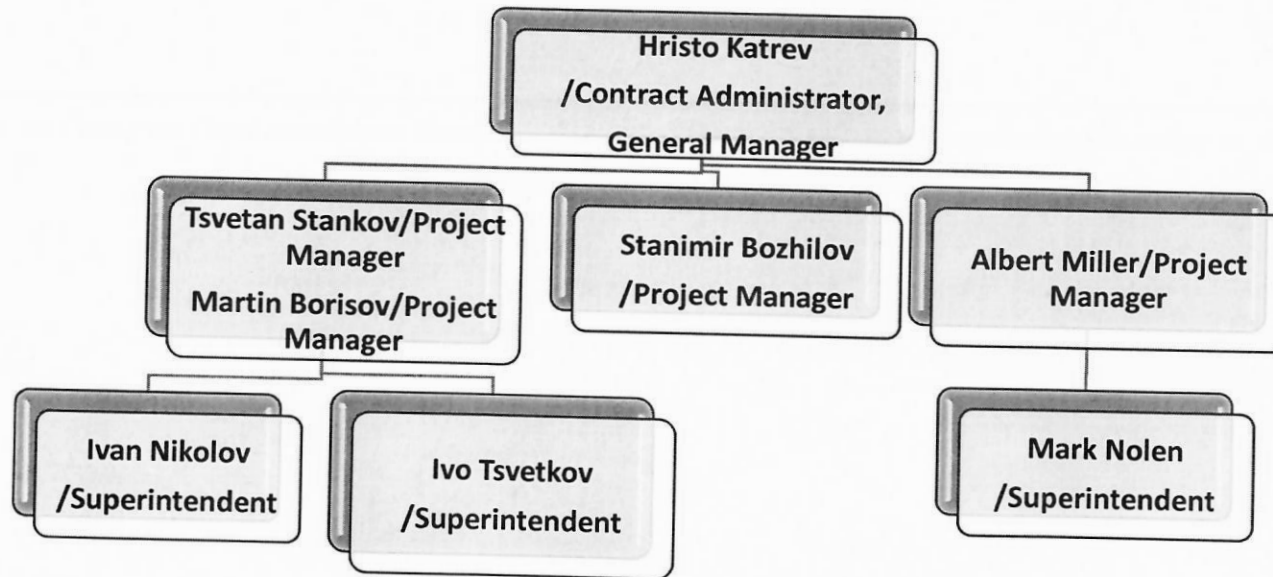 Hristo Katrev
/Contract Administrator,
General Manager
Tsvetan Stankov/Project
Manager
Martin Borisov/Project
Manager
Stanimir Bozhilov
/Project Manager
Albert Miller/Project
Manager
Ivan Nikolov
/Superintendent
Ivo Tsvetkov
/Superintendent
Mark Nolen
/Superintendent